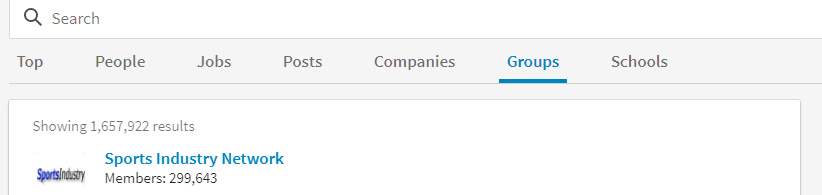 Search
Top People Jobs Posts Companies Groups Schools
Showing 1,657,922 results
Sports Industry Network
SportsIndustry
Members: 299,643